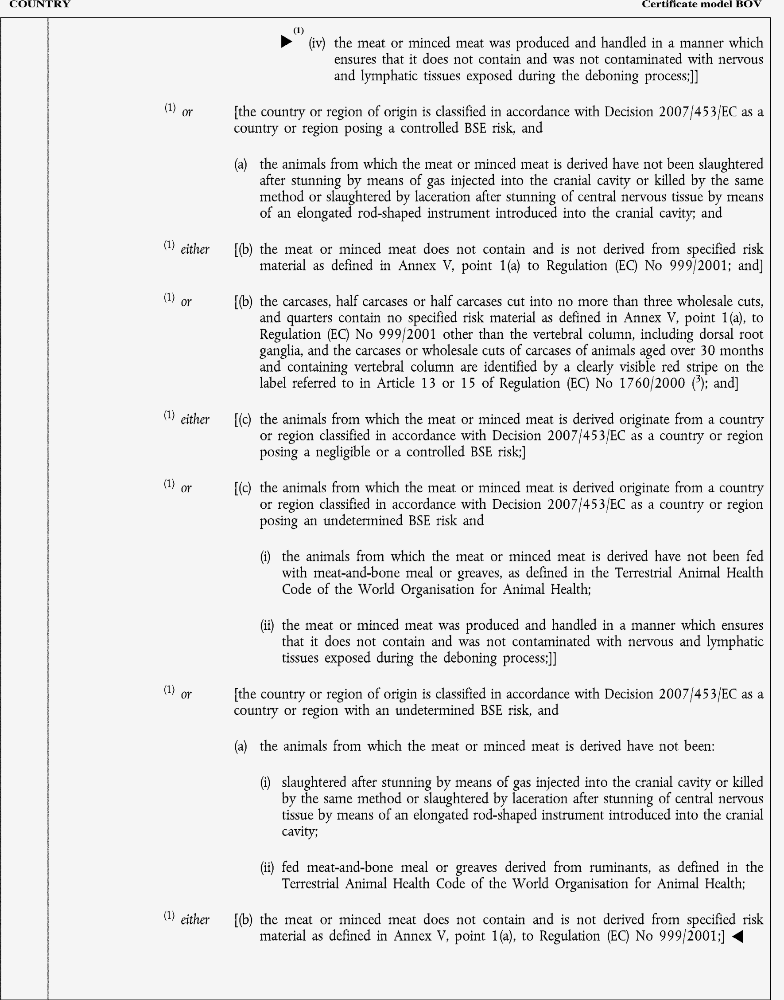 COUNTRY Certificate model BOV
▶(1) (iv) the meat or minced meat was produced and handled in a manner which
ensures that it does not contain and was not contaminated with nervous
and lymphatic tissues exposed during the deboning process;]]
(1) or [the country or region of origin is classified in accordance with Decision 2007/453/EC as a
country or region posing a controlled BSE risk, and
(a) the animals from which the meat or minced meat is derived have not been slaughtered
after stunning by means of gas injected into the cranial cavity or killed by the same
method or slaughtered by laceration after stunning of central nervous tissue by means
of an elongated rod-shaped instrument introduced into the cranial cavity; and
(1) either [(b) the meat or minced meat does not contain and is not derived from specified risk
material as defined in Annex V, point 1(a) to Regulation (EC) No 999/2001; and]
(1) or [(b) the carcases, half carcases or half carcases cut into no more than three wholesale cuts,
and quarters contain no specified risk material as defined in Annex V, point 1(a), to
Regulation (EC) No 999/2001 other than the vertebral column, including dorsal root
ganglia, and the carcases or wholesale cuts of carcases of animals aged over 30 months
and containing vertebral column are identified by a clearly visible red stripe on the
label referred to in Article 13 or 15 of Regulation (EC) No 1760/2000 (3); and]
(1) either [(c) the animals from which the meat or minced meat is derived originate from a country
or region classified in accordance with Decision 2007/453/EC as a country or region
posing a negligible or a controlled BSE risk;]
(1) or [(c) the animals from which the meat or minced meat is derived originate from a country
or region classified in accordance with Decision 2007/453/EC as a country or region
posing an undetermined BSE risk and
(i) the animals from which the meat or minced meat is derived have not been fed
with meat-and-bone meal or greaves, as defined in the Terrestrial Animal Health
Code of the World Organisation for Animal Health;
(ii) the meat or minced meat was produced and handled in a manner which ensures
that it does not contain and was not contaminated with nervous and lymphatic
tissues exposed during the deboning process;]]
(1) or [the country or region of origin is classified in accordance with Decision 2007/453/EC as a
country or region with an undetermined BSE risk, and
(a) the animals from which the meat or minced meat is derived have not been:
(i) slaughtered after stunning by means of gas injected into the cranial cavity or killed
by the same method or slaughtered by laceration after stunning of central nervous
tissue by means of an elongated rod-shaped instrument introduced into the cranial
cavity;
(ii) fed meat-and-bone meal or greaves derived from ruminants, as defined in the
Terrestrial Animal Health Code of the World Organisation for Animal Health;
(1) either [(b) the meat or minced meat does not contain and is not derived from specified risk
material as defined in Annex V, point 1(a), to Regulation (EC) No 999/2001;] ◀